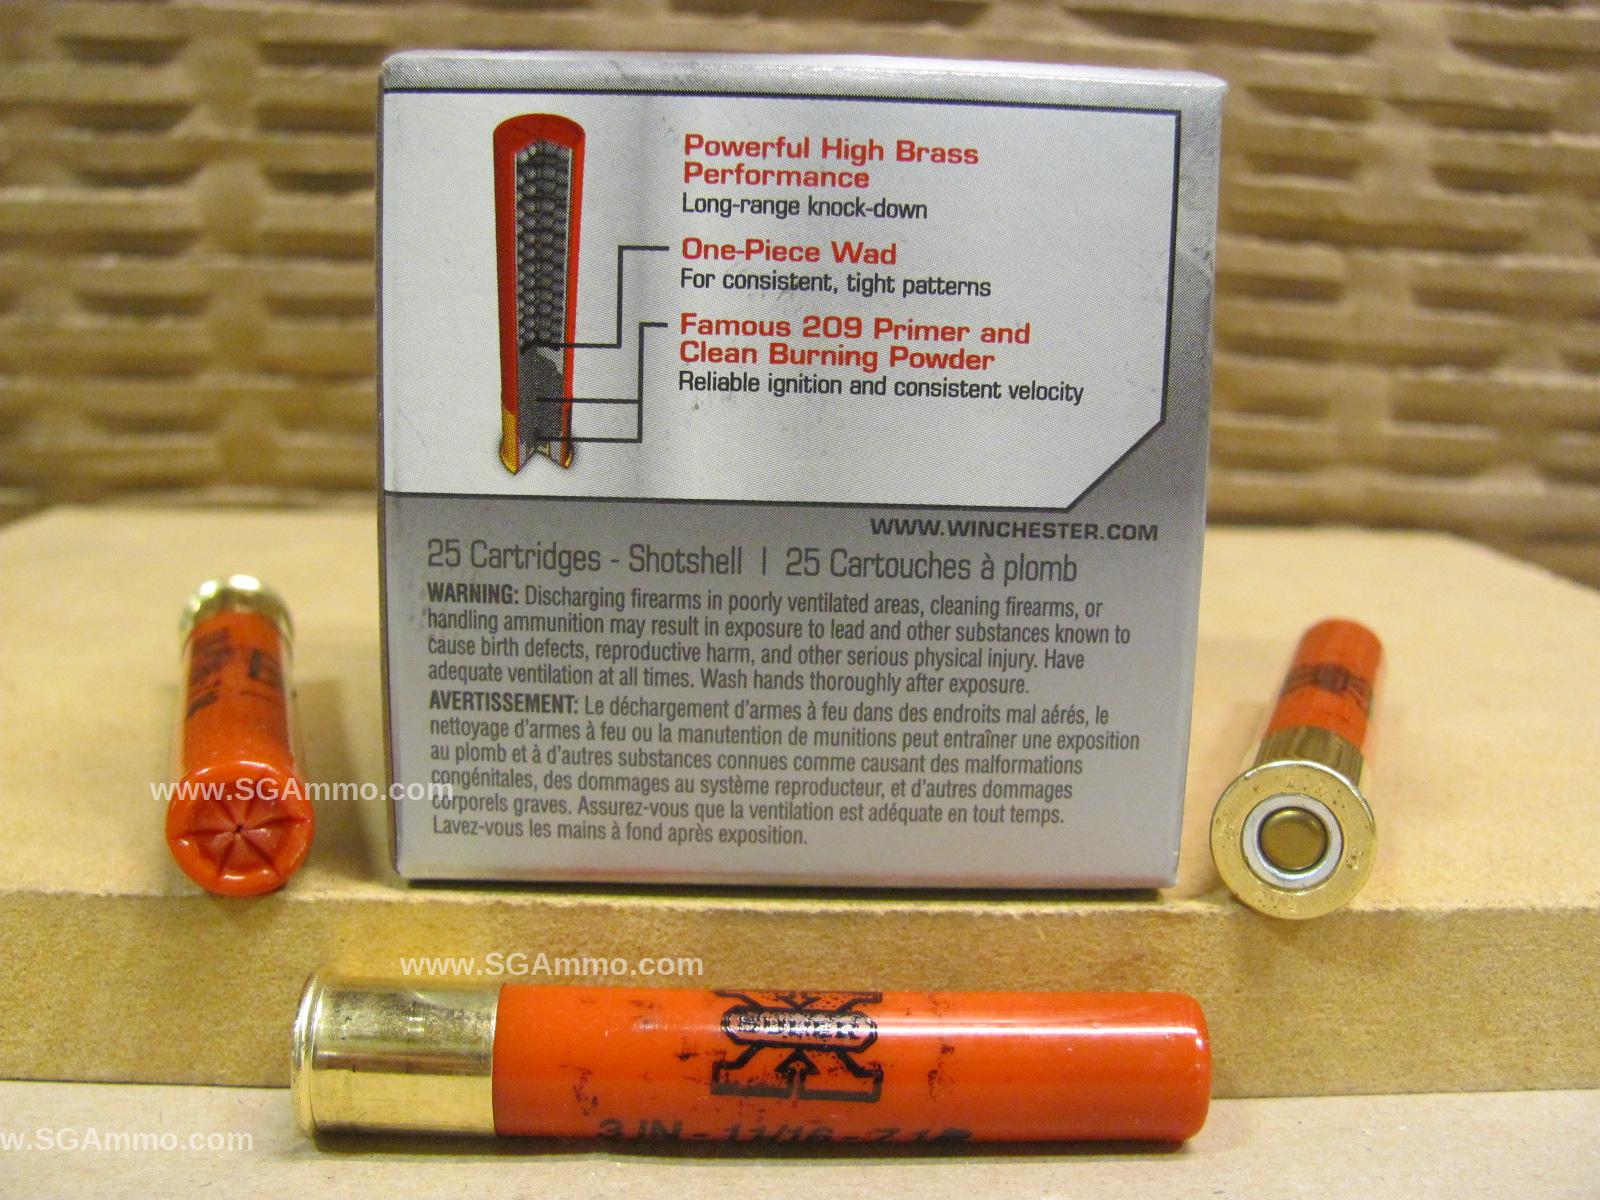 Powerful High Brass
Performance
Long-range knock-down
One-Piece Wad
For consistent, tight patterns
Famous 209 Primer and
Clean Burning Powder
Reliable ignition and consistent velocity
WWW.WINCHESTER.COM
25 Cartridges - Shotshell | 25 Cartouches à plomb
WARNING: Discharging firearms in poorly ventilated areas, cleaning firearms, or
handling ammunition may result in exposure to lead and other substances known to
cause birth defects, reproductive harm, and other serious physical injury. Have
adequate ventilation at all times. Wash hands thoroughly after exposure.
AVERTISSEMENT: Le déchargement d'armes à feu dans des endroits mal aérés, le
nettoyage d'armes à feu ou la manutention de munitions peut entraîner une exposition
au plomb et à d'autres substances connues comme causant des malformations
congénitales, des dommages au système reproducteur, et d'autres dommages
corporels graves. Assurez-vous que la ventilation est adéquate en tout temps.
Lavez-vous les mains à fond après exposition.
www.SGAmmo.com
www.SGAmmo.com
SUPER
X
3 IN - 11/16 - 7 1/2
w.SGAmmo.com